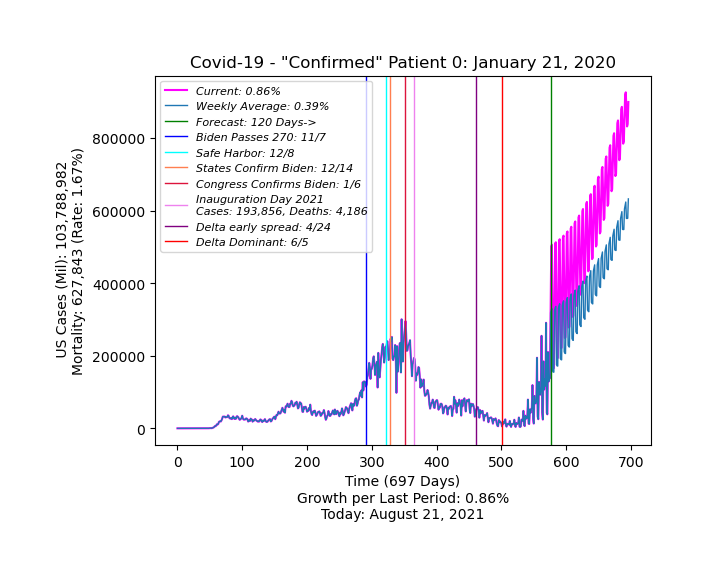 Covid-19 - "Confirmed" Patient 0: January 21, 2020
US Cases (Mil): 103,788,982
Mortality: 627,843 (Rate: 1.67%)
800000
600000
400000
200000
0
Current: 0.86%
Weekly Average: 0.39%
Forecast: 120 Days->
Biden Passes 270: 11/7
Safe Harbor: 12/8
States Confirm Biden: 12/14
Congress Confirms Biden: 1/6
Inauguration Day 2021
Cases: 193,856, Deaths: 4,186
Delta early spread: 4/24
Delta Dominant: 6/5
0 100 200 300 400 500 600 700
Time (697 Days)
Growth per Last Period: 0.86%
Today: August 21, 2021